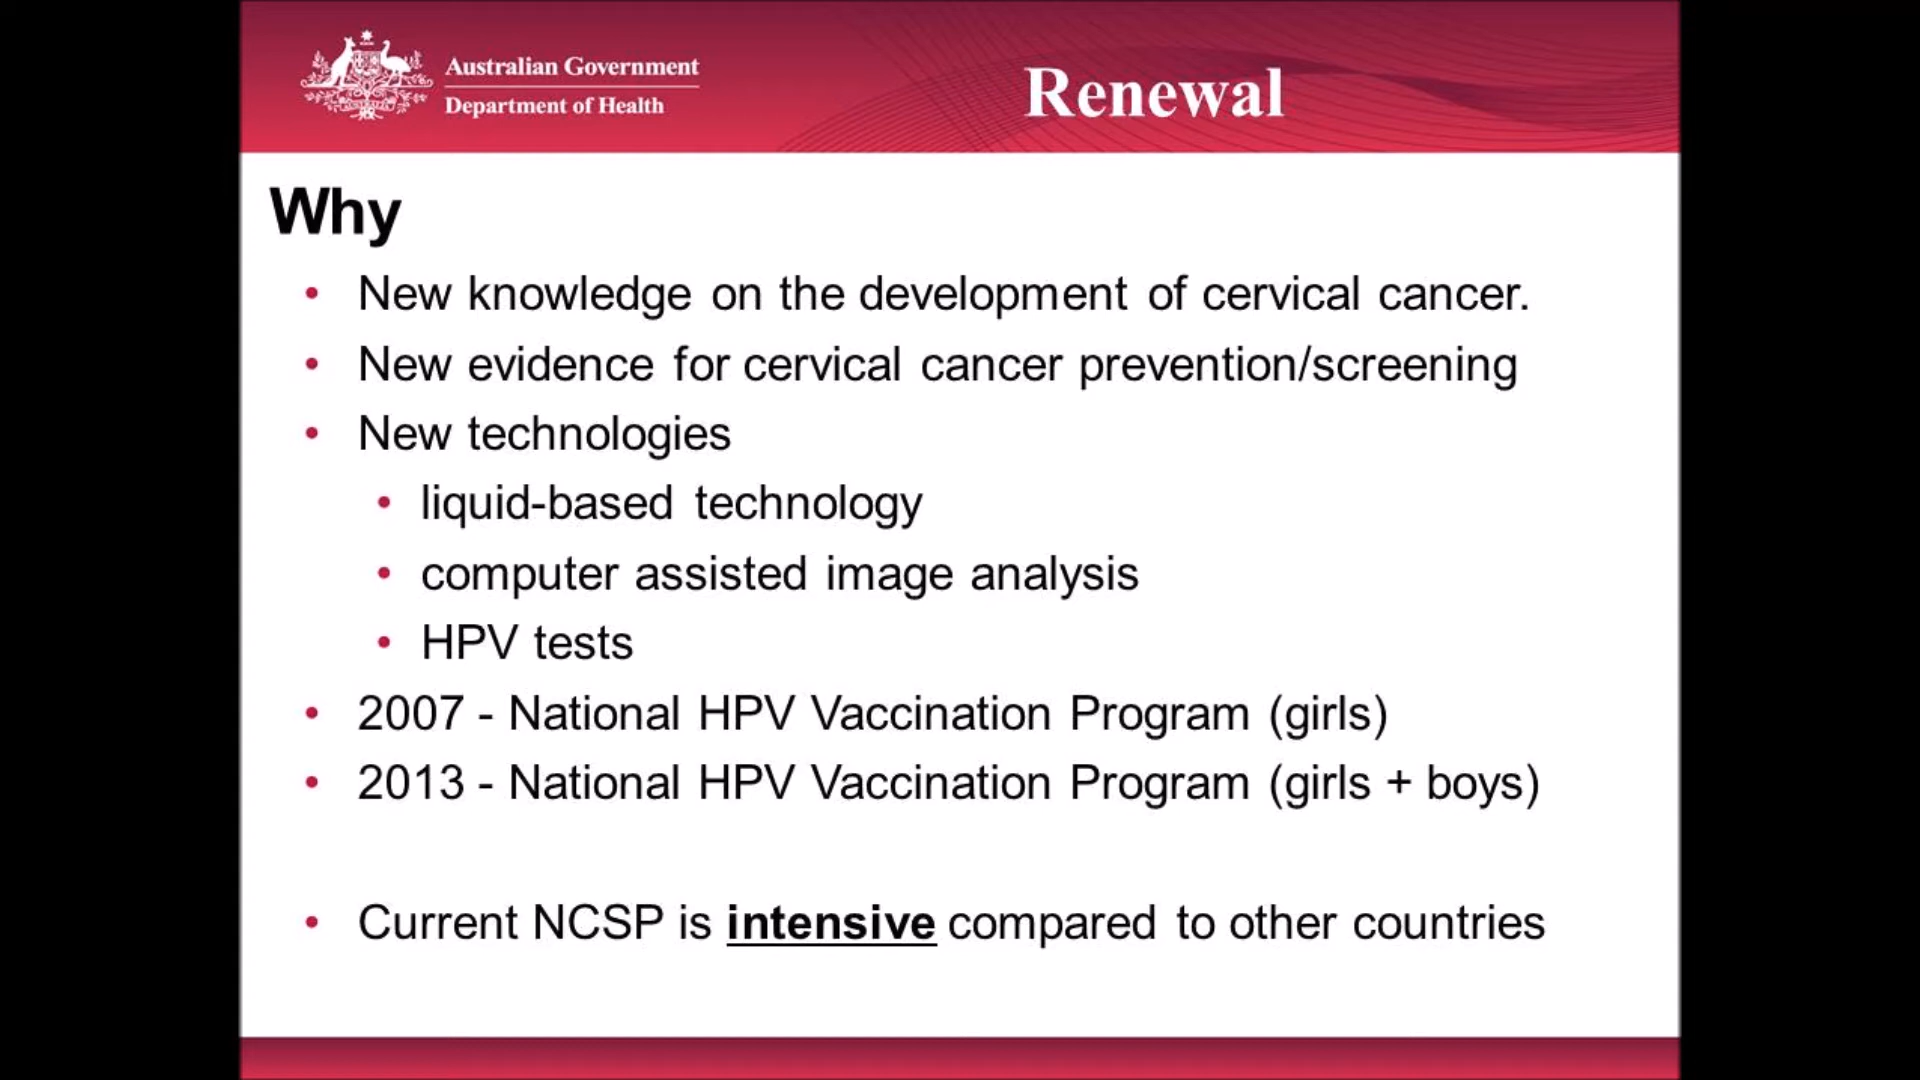 Australian Government
Department of Health
Renewal
Why
• New knowledge on the development of cervical cancer.
• New evidence for cervical cancer prevention/screening
• New technologies
• liquid-based technology
• computer assisted image analysis
• HPV tests
• 2007 - National HPV Vaccination Program (girls)
• 2013 - National HPV Vaccination Program (girls + boys)
• Current NCSP is intensive compared to other countries